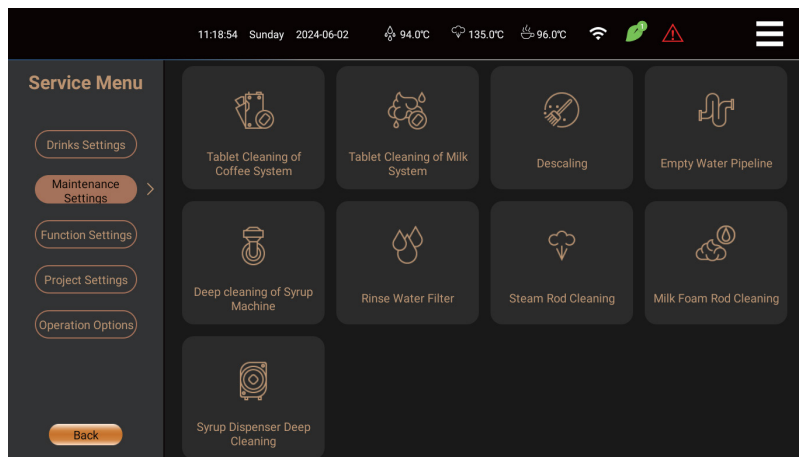 11:18:54 Sunday 2024-06-02 94.0℃ 135.0℃ 96.0℃ 1
Service Menu
Drinks Settings
Maintenance
Settings
Function Settings
Project Settings
Operation Options
Back
Tablet Cleaning of
Coffee System
Tablet Cleaning of Milk
System
Descaling
Empty Water Pipeline
Deep cleaning of Syrup
Machine
Rinse Water Filter
Steam Rod Cleaning
Milk Foam Rod Cleaning
Syrup Dispenser Deep
Cleaning